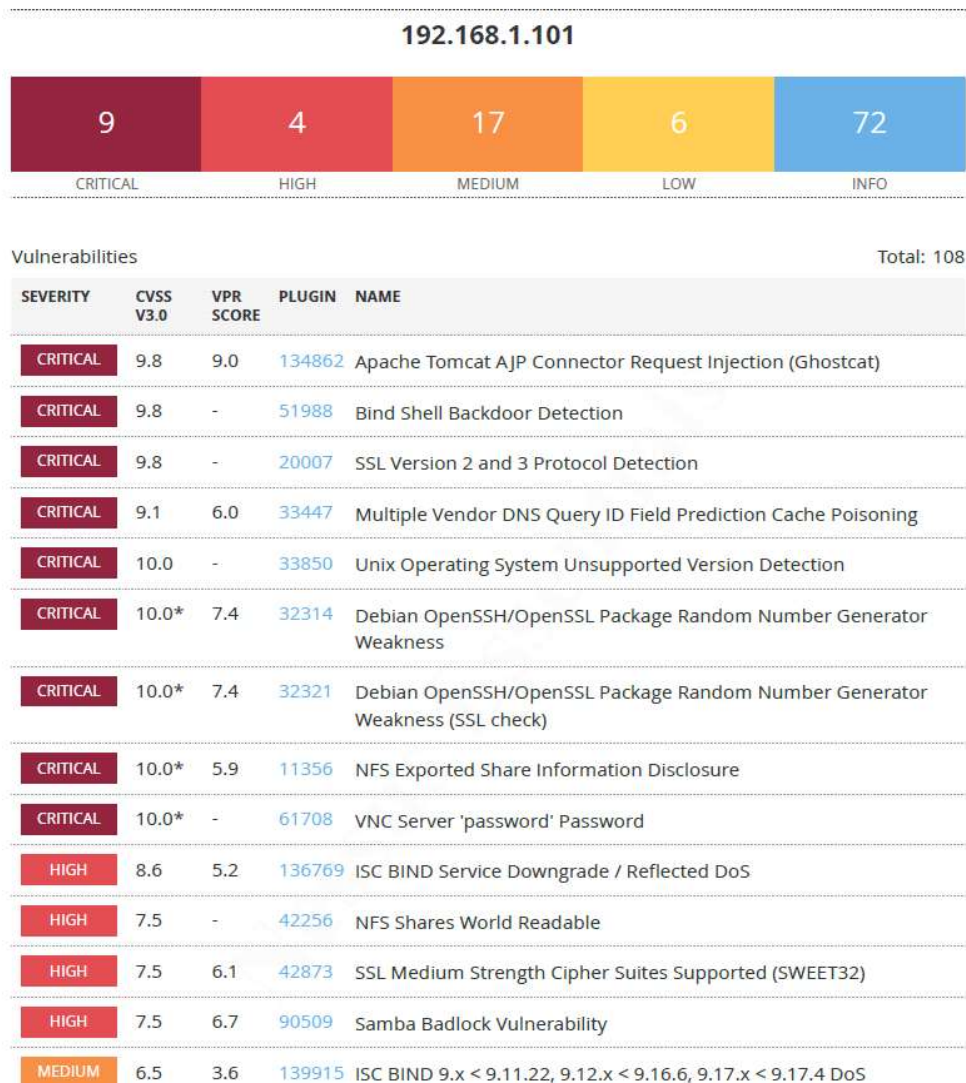 192.168.1.101
9 4 17 6 72
CRITICAL HIGH MEDIUM LOW INFO
Vulnerabilities Total: 108
SEVERITY CVSS V3.0 VPR SCORE PLUGIN NAME
CRITICAL 9.8 9.0 134862 Apache Tomcat AJP Connector Request Injection (Ghostcat)
CRITICAL 9.8 - 51988 Bind Shell Backdoor Detection
CRITICAL 9.8 - 20007 SSL Version 2 and 3 Protocol Detection
CRITICAL 9.1 6.0 33447 Multiple Vendor DNS Query ID Field Prediction Cache Poisoning
CRITICAL 10.0 - 33850 Unix Operating System Unsupported Version Detection
CRITICAL 10.0* 7.4 32314 Debian OpenSSH/OpenSSL Package Random Number Generator
Weakness
CRITICAL 10.0* 7.4 32321 Debian OpenSSH/OpenSSL Package Random Number Generator
Weakness (SSL check)
CRITICAL 10.0* 5.9 11356 NFS Exported Share Information Disclosure
CRITICAL 10.0* - 61708 VNC Server 'password' Password
HIGH 8.6 5.2 136769 ISC BIND Service Downgrade / Reflected DoS
HIGH 7.5 - 42256 NFS Shares World Readable
HIGH 7.5 6.1 42873 SSL Medium Strength Cipher Suites Supported (SWEET32)
HIGH 7.5 6.7 90509 Samba Badlock Vulnerability
MEDIUM 6.5 3.6 139915 ISC BIND 9.x < 9.11.22, 9.12.x < 9.16.6, 9.17.x < 9.17.4 DoS